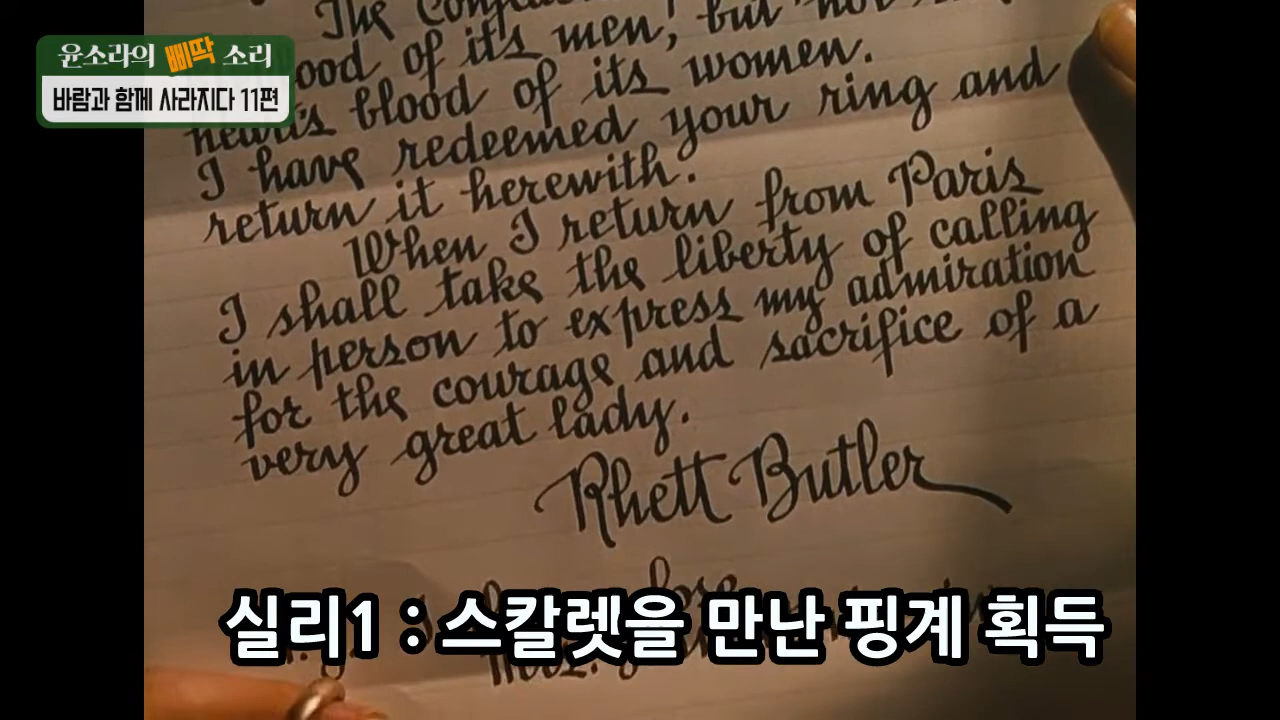 윤소라의 삐딱 소리
바람과 함께 사라지다 11편
The
of its men, but not
heart's blood of its women.
I have redeemed your ring and
return it herewith.
When I return from Paris
I shall take the liberty of calling
in person to express my admiration
for the courage and sacrifice of a
very great lady.
Rhett Butler
실리1 : 스칼렛을 만난 핑계 획득